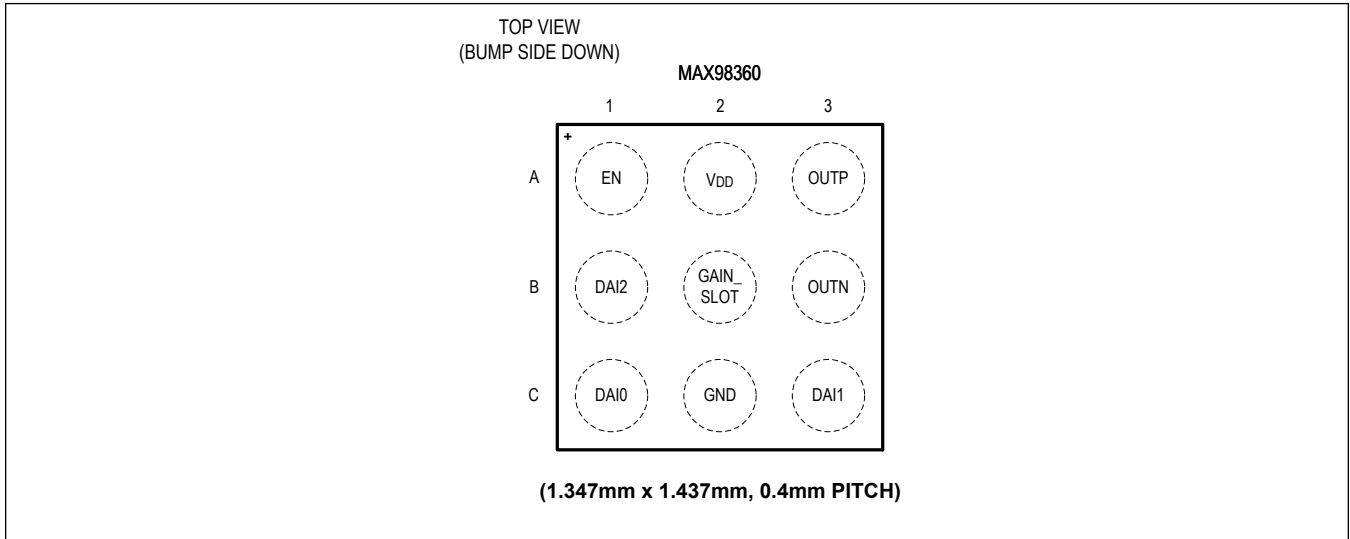 TOP VIEW
(BUMP SIDE DOWN)
MAX98360
1 2 3
+
A EN VDD OUTP
B DAI2 GAIN_
SLOT OUTN
C DAI0 GND DAI1
(1.347mm x 1.437mm, 0.4mm PITCH)